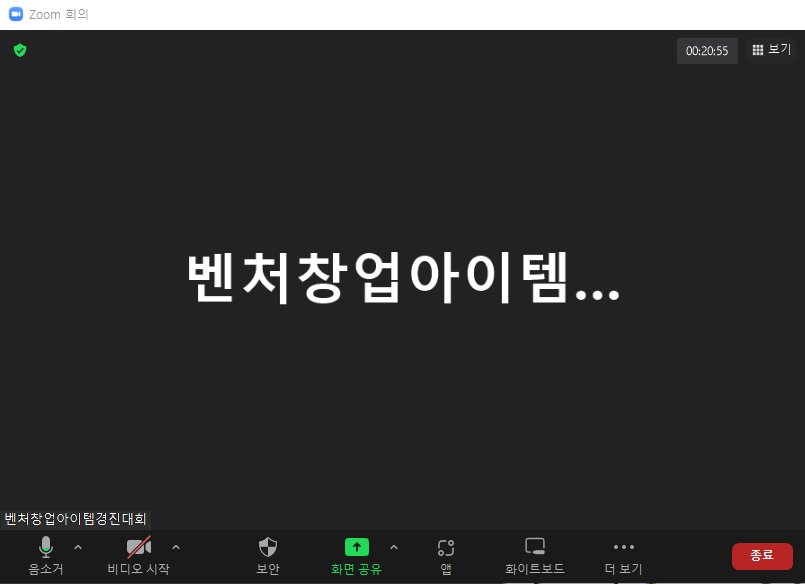 Zoom 회의
00:20:55
보기
벤처창업아이템...
벤처창업아이템경진대회
음소거
비디오 시작
보안
화면 공유
앱
화이트보드
더 보기
종료